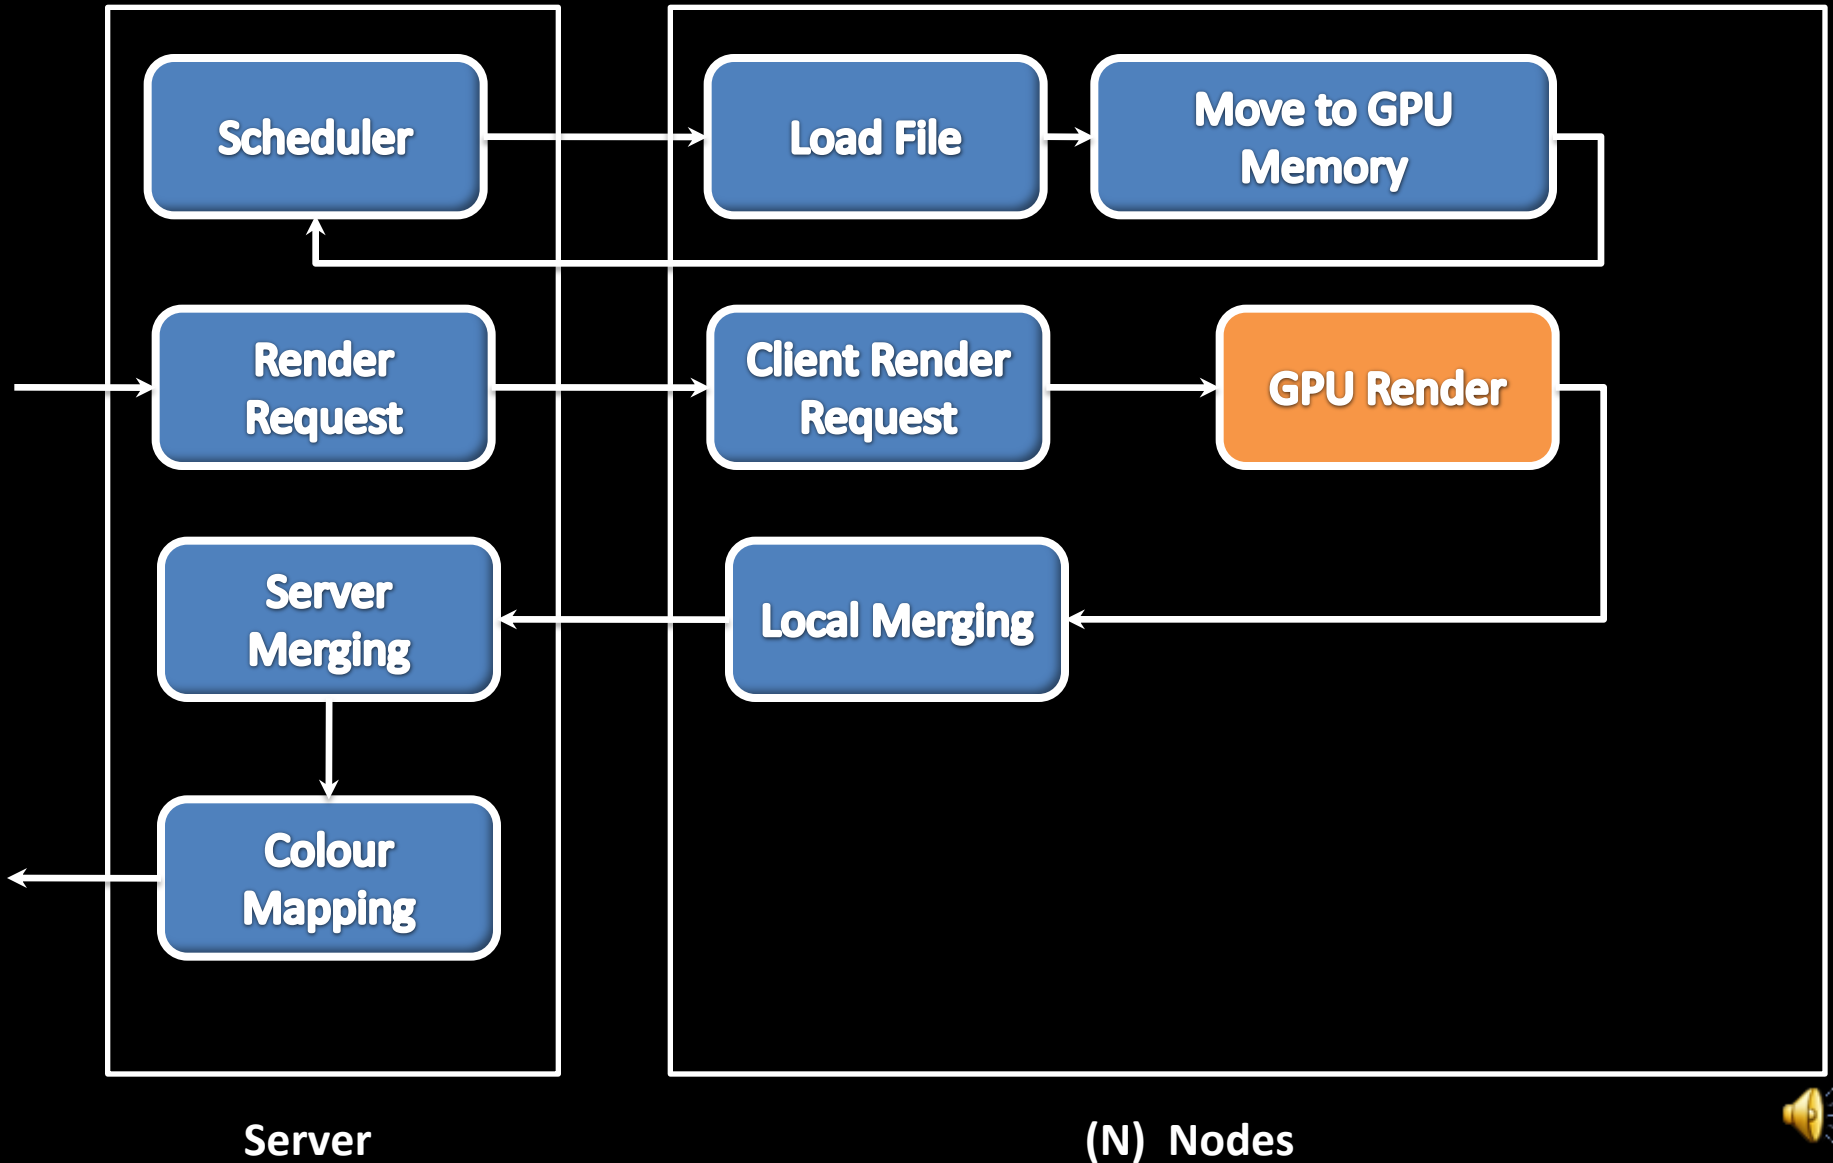 Scheduler
Load File
Move to GPU
Memory
Render
Request
Client Render
Request
GPU Render
Server
Merging
Local Merging
Colour
Mapping
Server
(N) Nodes